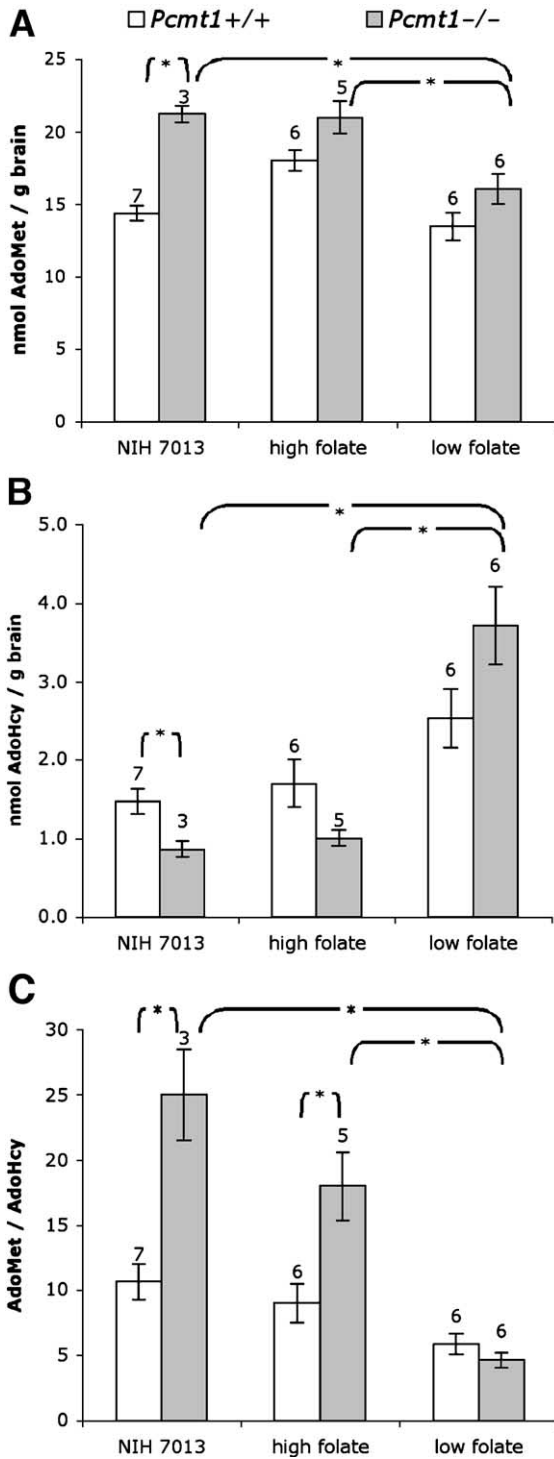 A
Pcmt1+/+ Pcmt1−/−
25
20
15
10
5
0
nmol AdoMet / g brain
* * *
7 3 6 5 6 6
NIH 7013 high folate low folate
B
5.0
4.0
3.0
2.0
1.0
0.0
nmol AdoHcy / g brain
* * *
7 3 6 5 6 6
NIH 7013 high folate low folate
C
30
25
20
15
10
5
0
AdoMet / AdoHcy
* * * *
7 3 6 5 6 6
NIH 7013 high folate low folate